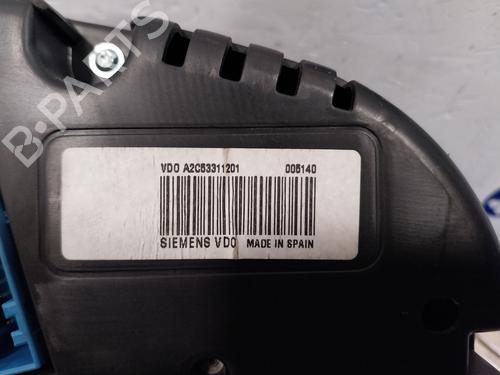 B-PARTS
VDO A2C53311201 005140
SIEMENS VDO MADE IN SPAIN